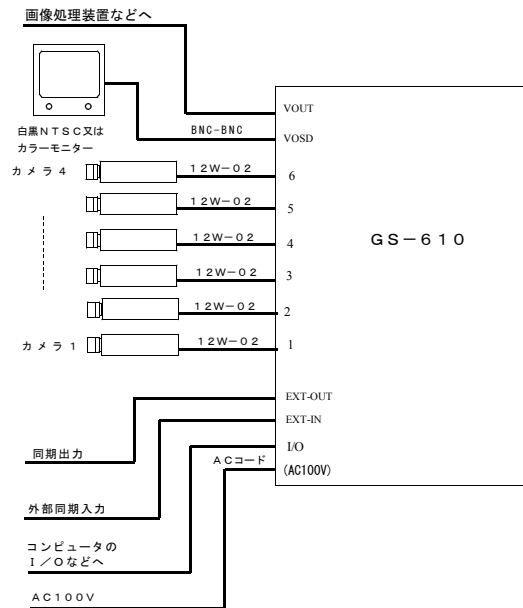 画像処理装置などへ
白黒NTSC又は
カラーモニター
VOUT
BNC-BNC
VOSD
カメラ4
12W-02
6
12W-02
5
12W-02
4
GS-610
12W-02
3
12W-02
2
カメラ1
12W-02
1
EXT-OUT
EXT-IN
I/O
同期出力
ACコード
(AC100V)
外部同期入力
コンピュータの
I/Oなどへ
AC100V